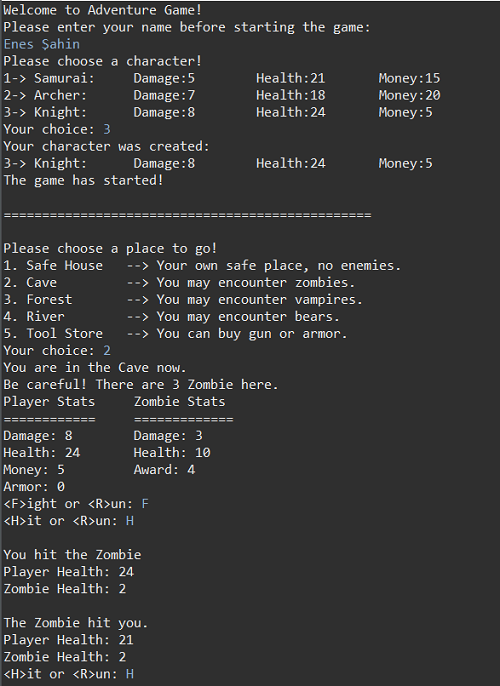 Welcome to Adventure Game!
Please enter your name before starting the game:
Enes Şahin
Please choose a character!
1-> Samurai: Damage:5 Health:21 Money:15
2-> Archer: Damage:7 Health:18 Money:20
3-> Knight: Damage:8 Health:24 Money:5
Your choice: 3
Your character was created:
3-> Knight: Damage:8 Health:24 Money:5
The game has started!
================================================
Please choose a place to go!
1. Safe House --> Your own safe place, no enemies.
2. Cave --> You may encounter zombies.
3. Forest --> You may encounter vampires.
4. River --> You may encounter bears.
5. Tool Store --> You can buy gun or armor.
Your choice: 2
You are in the Cave now.
Be careful! There are 3 Zombie here.
Player Stats Zombie Stats
============ =============
Damage: 8 Damage: 3
Health: 24 Health: 10
Money: 5 Award: 4
Armor: 0
<F>ight or <R>un: F
<H>it or <R>un: H
You hit the Zombie
Player Health: 24
Zombie Health: 2
The Zombie hit you.
Player Health: 21
Zombie Health: 2
<H>it or <R>un: H